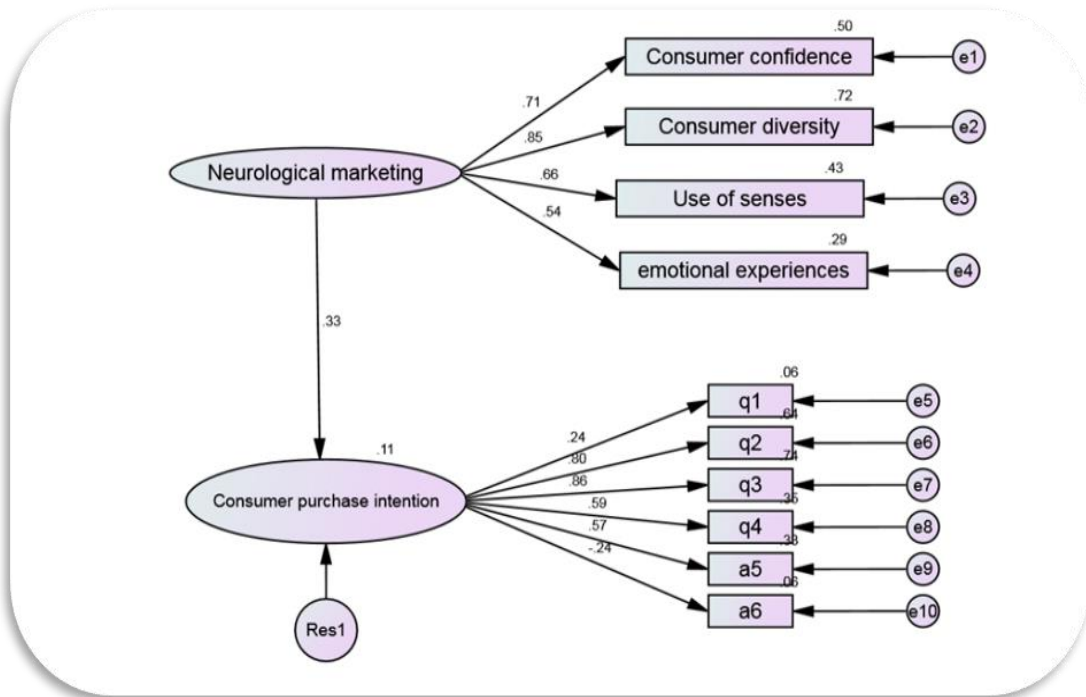 .50
Consumer confidence
e1
.71
.72
Consumer diversity
e2
.85
Neurological marketing
.66
.43
Use of senses
e3
.54
.29
emotional experiences
e4
.33
.06
q1
e5
.24
.64
q2
e6
.80
.74
q3
e7
.86
.35
q4
e8
.59
.33
a5
e9
.57
.06
a6
e10
-.24
.11
Consumer purchase intention
Res1